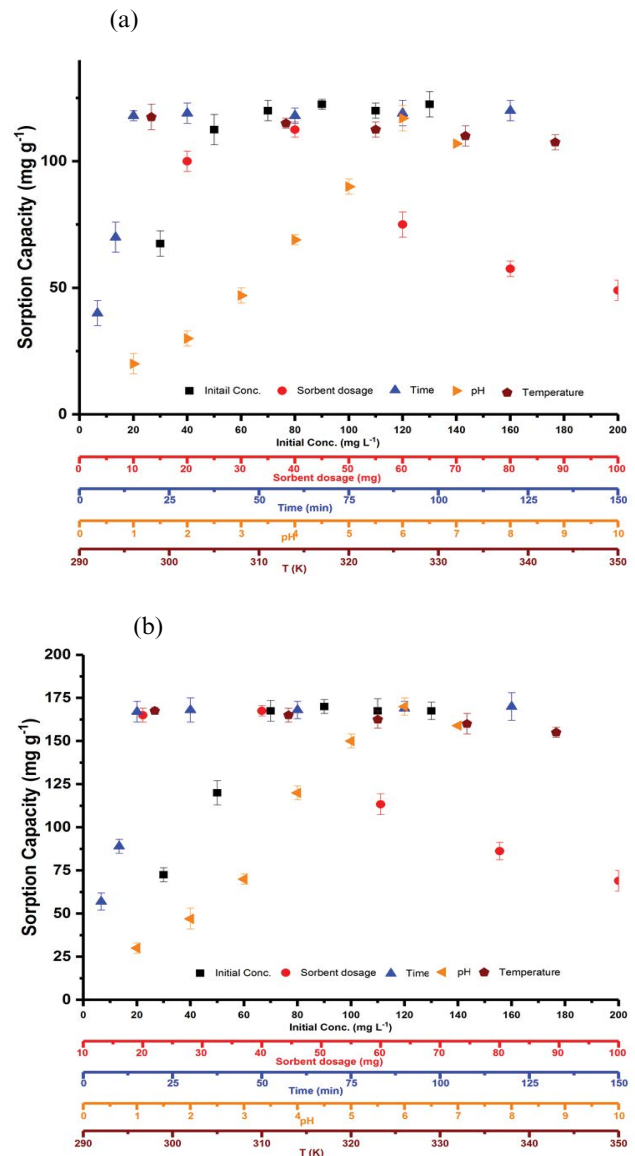 (a)
Sorption Capacity (mg g⁻¹)
100
50
0
Initail Conc. Sorbent dosage Time pH Temperature
0 20 40 60 80 100 120 140 160 180 200
Initial Conc. (mg L⁻¹)
0 10 20 30 40 50 60 70 80 90 100
Sorbent dosage (mg)
0 25 50 75 100 125 150
Time (min)
0 1 2 3 4 5 6 7 8 9 10
pH
290 300 310 320 330 340 350
T (K)
(b)
Sorption Capacity (mg g⁻¹)
200
175
150
125
100
75
50
25
0
Initial Conc. Sorbent dosage Time pH Temperature
0 20 40 60 80 100 120 140 160 180 200
Initial Conc. (mg L⁻¹)
10 20 30 40 50 60 70 80 90 100
Sorbent dosage (mg)
0 25 50 75 100 125 150
Time (min)
0 1 2 3 4 5 6 7 8 9 10
pH
290 300 310 320 330 340 350
T (K)